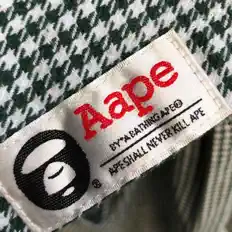 Aape
BY *A BATHING APE®
APE SHALL NEVER KILL APE
®